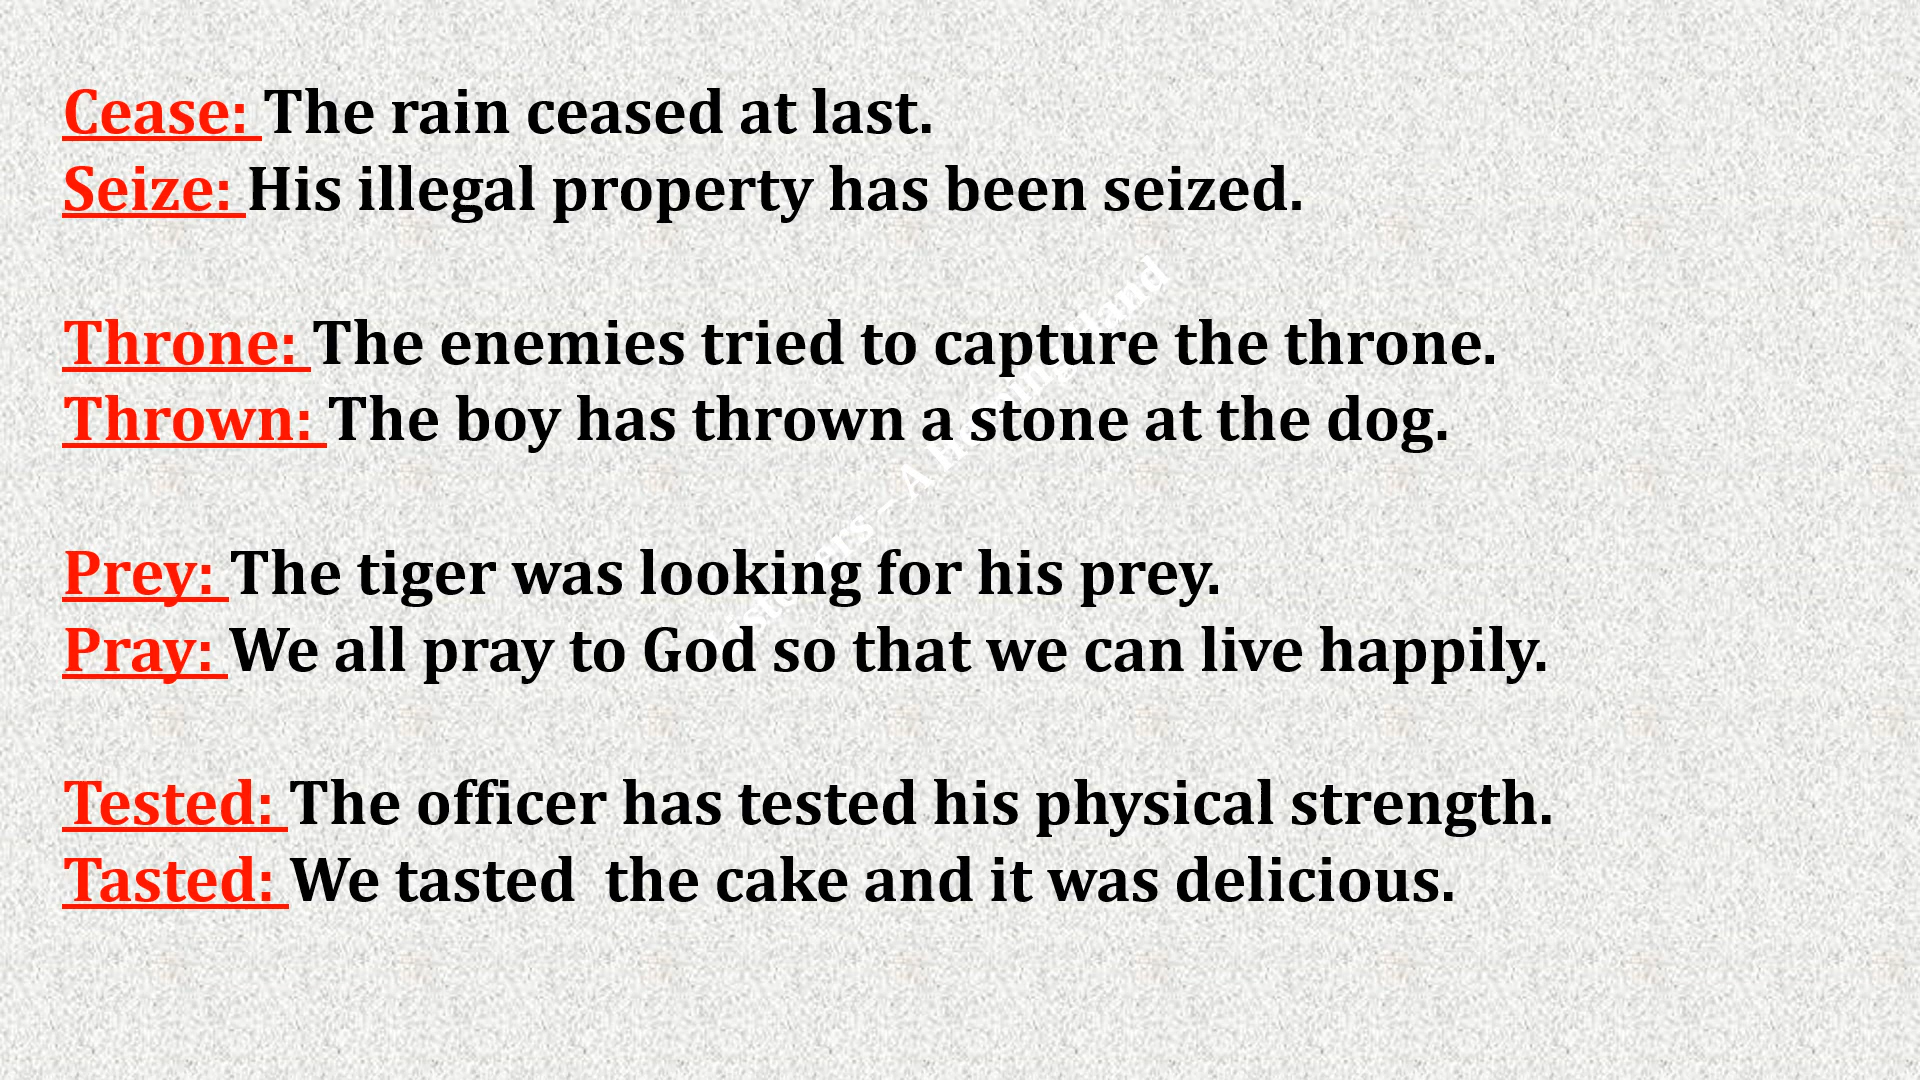 Cease: The rain ceased at last.
Seize: His illegal property has been seized.
Throne: The enemies tried to capture the throne.
Thrown: The boy has thrown a stone at the dog.
Prey: The tiger was looking for his prey.
Pray: We all pray to God so that we can live happily.
Tested: The officer has tested his physical strength.
Tasted: We tasted  the cake and it was delicious.